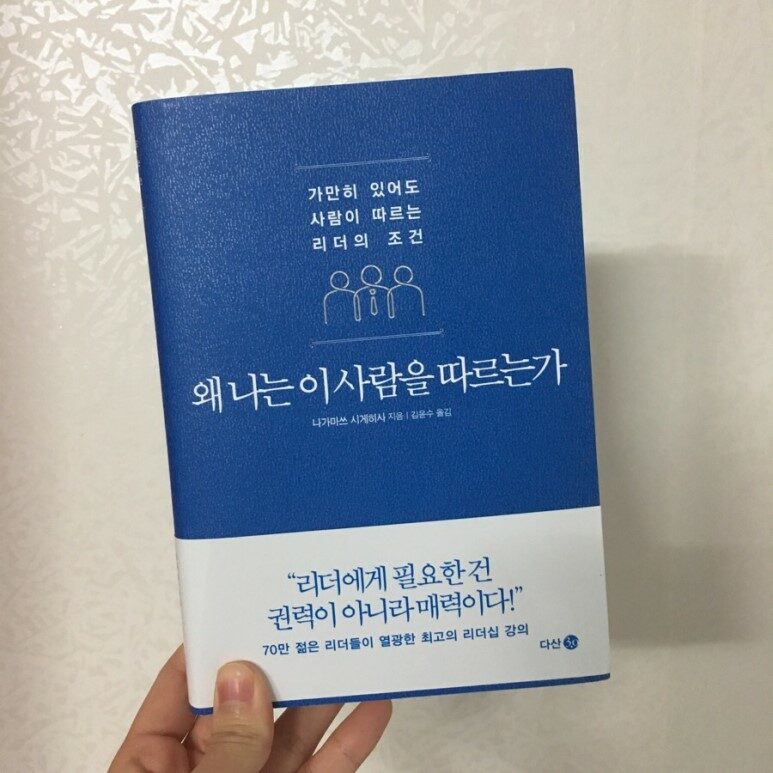 가만히 있어도
사람이 따르는
리더의 조건
왜 나는 이 사람을 따르는가
나가마쓰 시게히사 지음 | 김윤수 옮김
“리더에게 필요한 건
권력이 아니라 매력이다!”
70만 젊은 리더들이 열광한 최고의 리더십 강의
다산 3.0